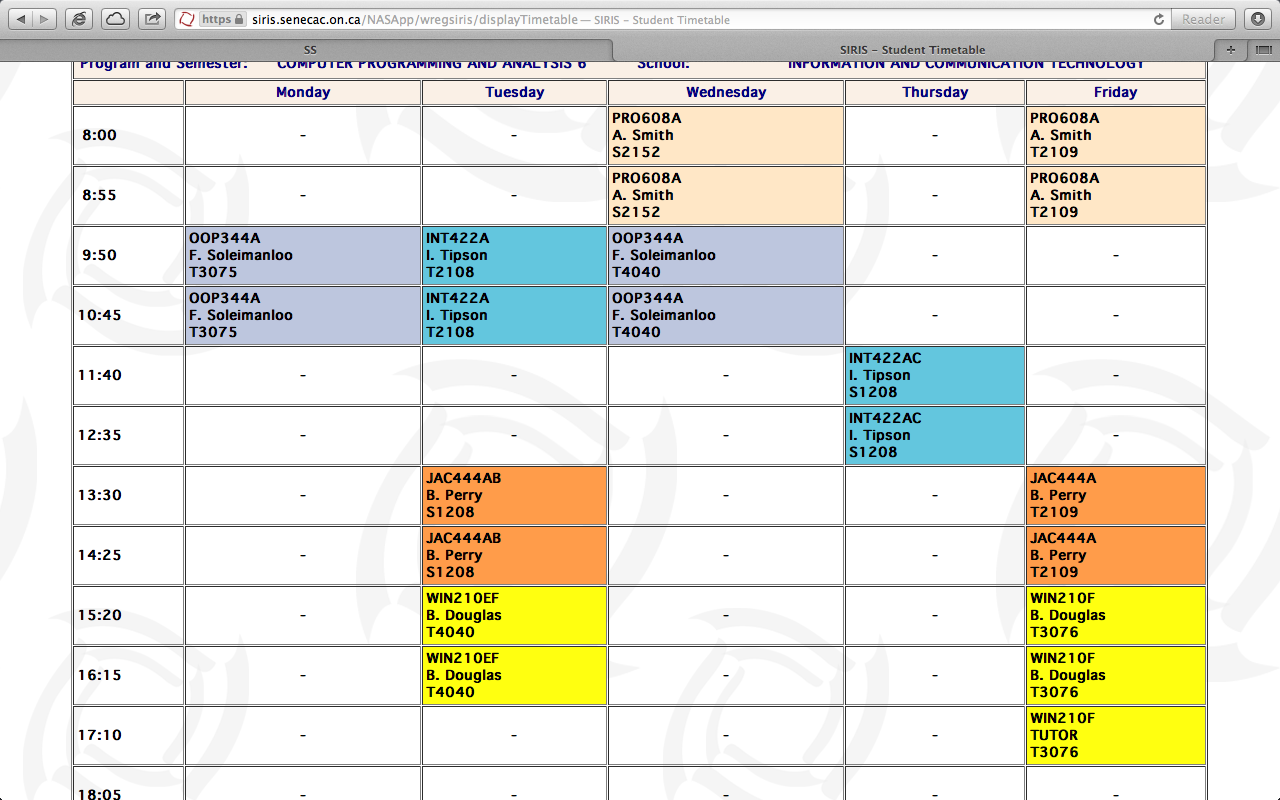 https siris.senecac.on.ca/NASApp/wregsiris/displayTimetable — SIRIS – Student Timetable Reader
SS SIRIS – Student Timetable
Program and Semester: COMPUTER PROGRAMMING AND ANALYSIS 6 School: INFORMATION AND COMMUNICATION TECHNOLOGY
Monday Tuesday Wednesday Thursday Friday
8:00 - - PRO608A A. Smith S2152 - PRO608A A. Smith T2109
8:55 - - PRO608A A. Smith S2152 - PRO608A A. Smith T2109
9:50 OOP344A F. Soleimanloo T3075 INT422A I. Tipson T2108 OOP344A F. Soleimanloo T4040 - -
10:45 OOP344A F. Soleimanloo T3075 INT422A I. Tipson T2108 OOP344A F. Soleimanloo T4040 - -
11:40 - - - INT422AC I. Tipson S1208 -
12:35 - - - INT422AC I. Tipson S1208 -
13:30 - JAC444AB B. Perry S1208 - - JAC444A B. Perry T2109
14:25 - JAC444AB B. Perry S1208 - - JAC444A B. Perry T2109
15:20 - WIN210EF B. Douglas T4040 - - WIN210F B. Douglas T3076
16:15 - WIN210EF B. Douglas T4040 - - WIN210F B. Douglas T3076
17:10 - - - - WIN210F TUTOR T3076
18:05 - - - - -